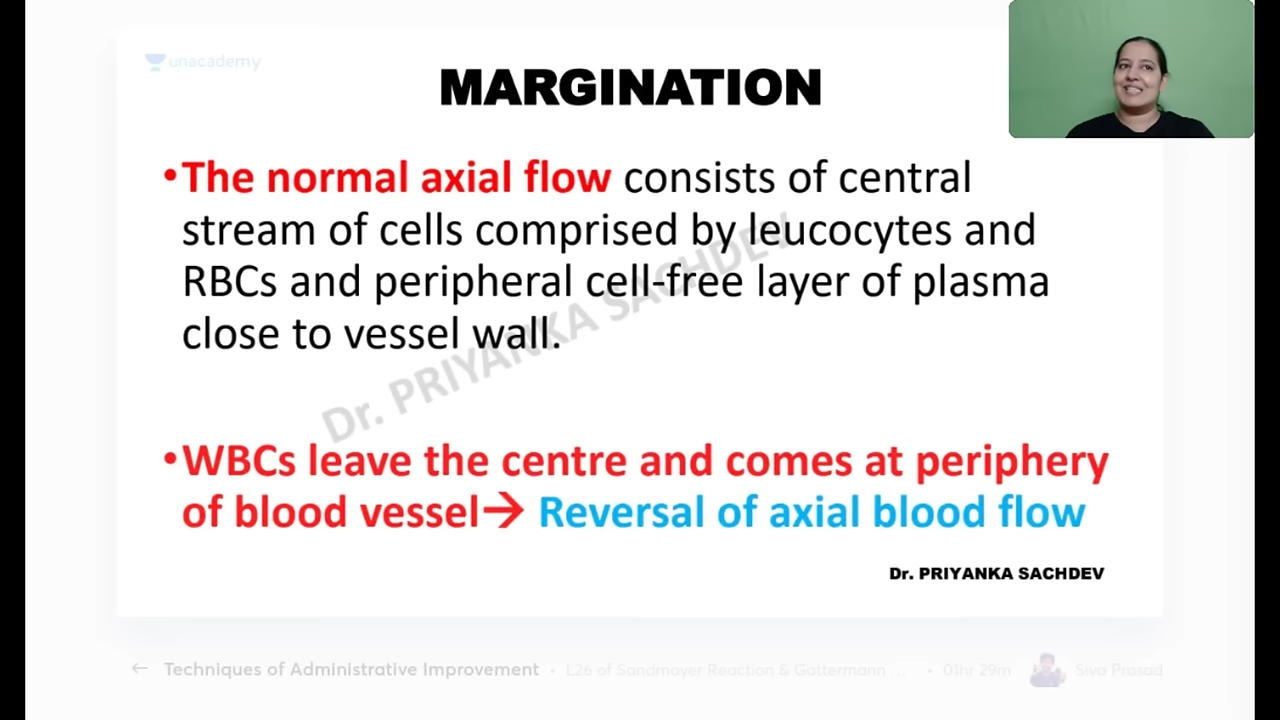 unacademy
MARGINATION
•The normal axial flow consists of central
stream of cells comprised by leucocytes and
RBCs and peripheral cell-free layer of plasma
close to vessel wall.
Dr. PRIYANKA SACHDEV
•WBCs leave the centre and comes at periphery
of blood vessel→ Reversal of axial blood flow
Dr. PRIYANKA SACHDEV
← Techniques of Administrative Improvement • L26 of Sandmayer Reaction & Gattermann ... • 01hr 29m Siva Prasad